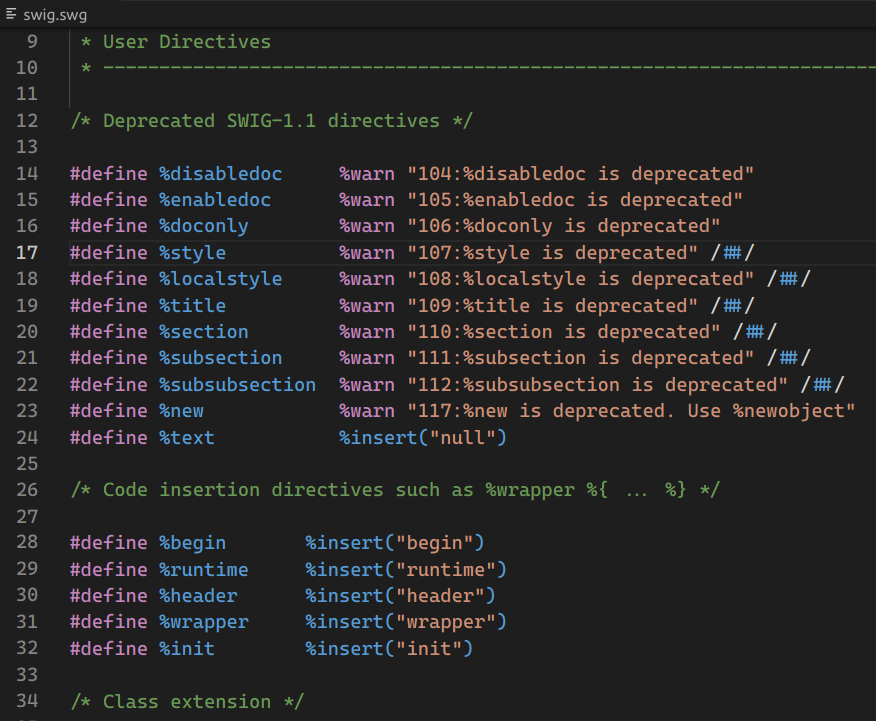 swig.swg
9 * User Directives
10 * -----------------------------------------------------------------------
11
12 /* Deprecated SWIG-1.1 directives */
13
14 #define %disabledoc %warn "104:%disabledoc is deprecated"
15 #define %enabledoc %warn "105:%enabledoc is deprecated"
16 #define %doconly %warn "106:%doconly is deprecated"
17 #define %style %warn "107:%style is deprecated" /##/
18 #define %localstyle %warn "108:%localstyle is deprecated" /##/
19 #define %title %warn "109:%title is deprecated" /##/
20 #define %section %warn "110:%section is deprecated" /##/
21 #define %subsection %warn "111:%subsection is deprecated" /##/
22 #define %subsubsection %warn "112:%subsubsection is deprecated" /##/
23 #define %new %warn "117:%new is deprecated. Use %newobject"
24 #define %text %insert("null")
25
26 /* Code insertion directives such as %wrapper %{ ... %} */
27
28 #define %begin %insert("begin")
29 #define %runtime %insert("runtime")
30 #define %header %insert("header")
31 #define %wrapper %insert("wrapper")
32 #define %init %insert("init")
33
34 /* Class extension */